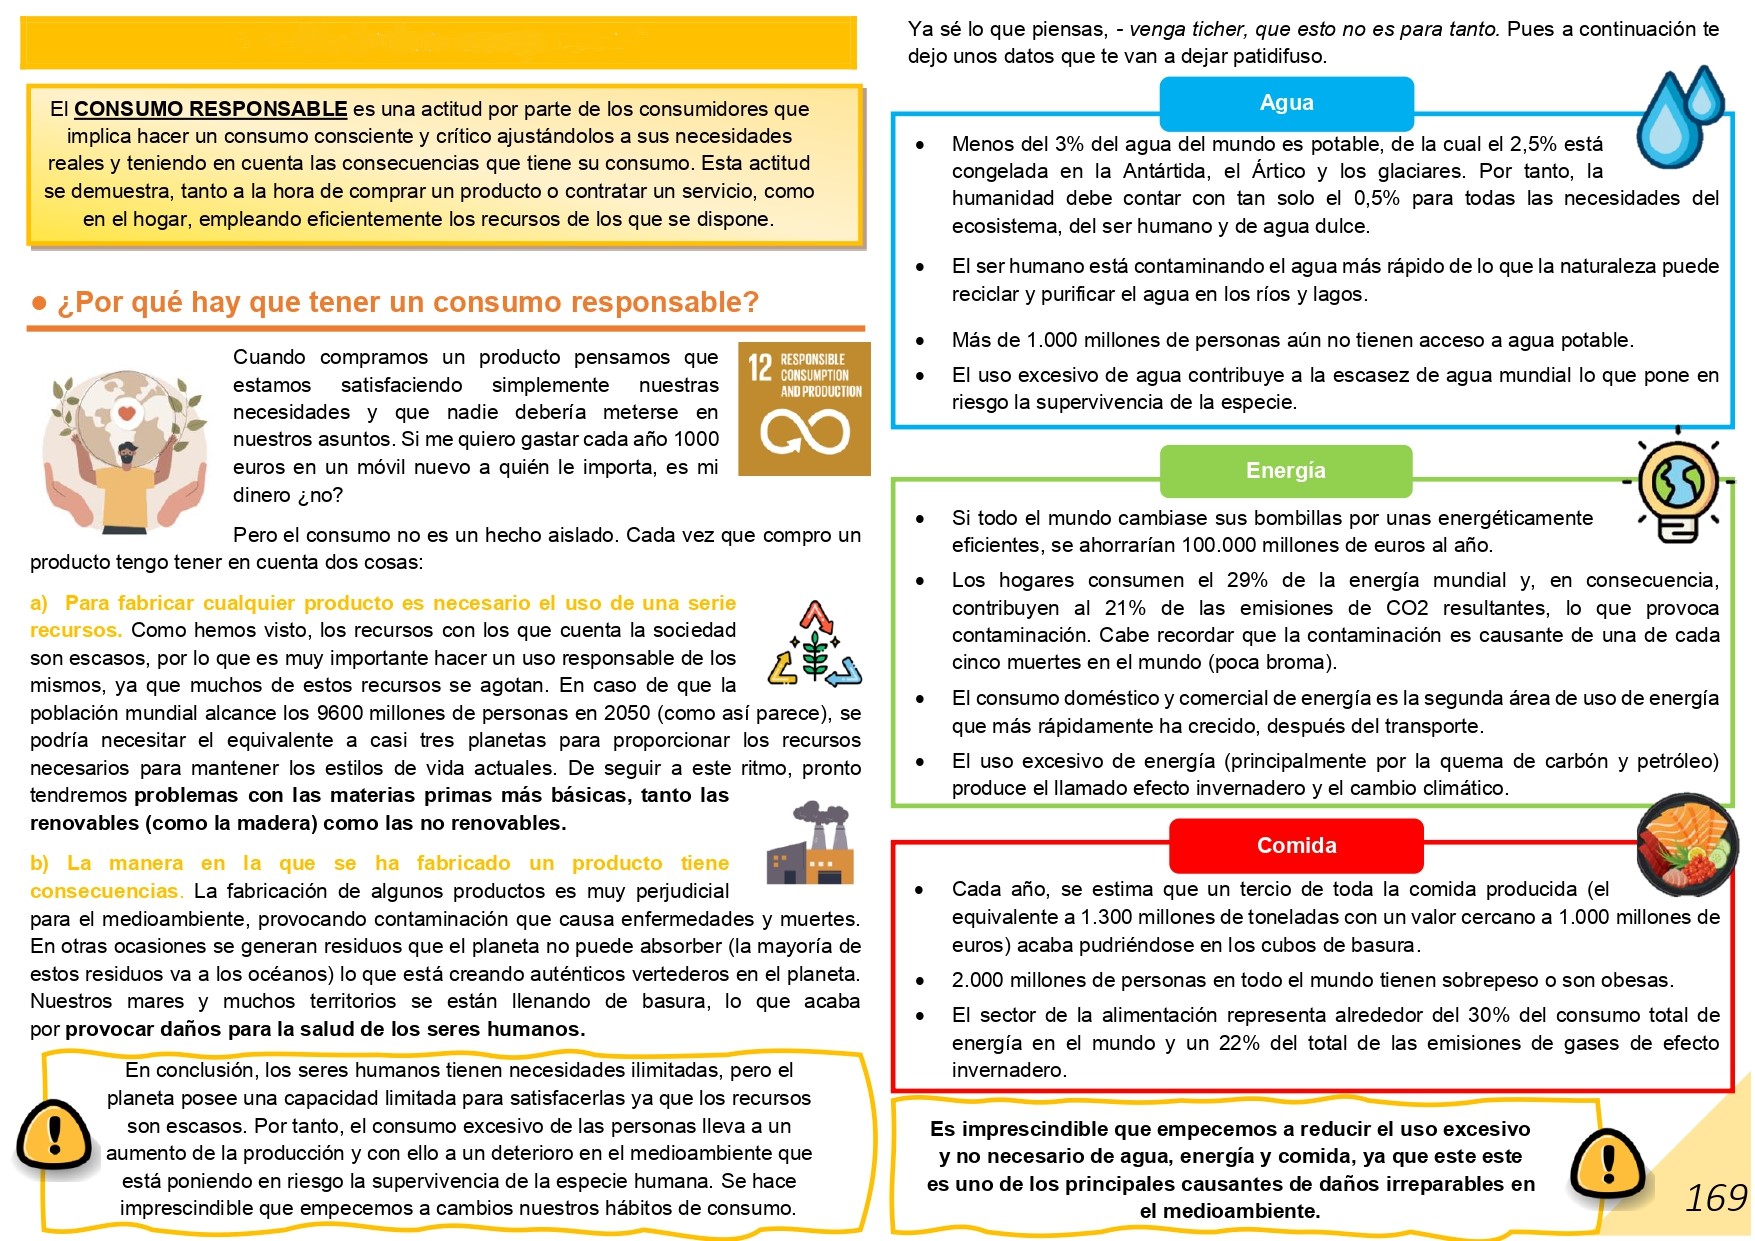 El CONSUMO RESPONSABLE es una actitud por parte de los consumidores que
implica hacer un consumo consciente y crítico ajustándolos a sus necesidades
reales y teniendo en cuenta las consecuencias que tiene su consumo. Esta actitud
se demuestra, tanto a la hora de comprar un producto o contratar un servicio, como
en el hogar, empleando eficientemente los recursos de los que se dispone.
● ¿Por qué hay que tener un consumo responsable?
Cuando compramos un producto pensamos que
estamos satisfaciendo simplemente nuestras
necesidades y que nadie debería meterse en
nuestros asuntos. Si me quiero gastar cada año 1000
euros en un móvil nuevo a quién le importa, es mi
dinero ¿no?
12 RESPONSIBLE
CONSUMPTION
AND PRODUCTION
Pero el consumo no es un hecho aislado. Cada vez que compro un
producto tengo tener en cuenta dos cosas:
a) Para fabricar cualquier producto es necesario el uso de una serie
recursos. Como hemos visto, los recursos con los que cuenta la sociedad
son escasos, por lo que es muy importante hacer un uso responsable de los
mismos, ya que muchos de estos recursos se agotan. En caso de que la
población mundial alcance los 9600 millones de personas en 2050 (como así parece), se
podría necesitar el equivalente a casi tres planetas para proporcionar los recursos
necesarios para mantener los estilos de vida actuales. De seguir a este ritmo, pronto
tendremos problemas con las materias primas más básicas, tanto las
renovables (como la madera) como las no renovables.
b) La manera en la que se ha fabricado un producto tiene
consecuencias. La fabricación de algunos productos es muy perjudicial
para el medioambiente, provocando contaminación que causa enfermedades y muertes.
En otras ocasiones se generan residuos que el planeta no puede absorber (la mayoría de
estos residuos va a los océanos) lo que está creando auténticos vertederos en el planeta.
Nuestros mares y muchos territorios se están llenando de basura, lo que acaba
por provocar daños para la salud de los seres humanos.
En conclusión, los seres humanos tienen necesidades ilimitadas, pero el
planeta posee una capacidad limitada para satisfacerlas ya que los recursos
son escasos. Por tanto, el consumo excesivo de las personas lleva a un
aumento de la producción y con ello a un deterioro en el medioambiente que
está poniendo en riesgo la supervivencia de la especie humana. Se hace
imprescindible que empecemos a cambios nuestros hábitos de consumo.
Ya sé lo que piensas, - venga ticher, que esto no es para tanto. Pues a continuación te
dejo unos datos que te van a dejar patidifuso.
Agua
• Menos del 3% del agua del mundo es potable, de la cual el 2,5% está
congelada en la Antártida, el Ártico y los glaciares. Por tanto, la
humanidad debe contar con tan solo el 0,5% para todas las necesidades del
ecosistema, del ser humano y de agua dulce.
• El ser humano está contaminando el agua más rápido de lo que la naturaleza puede
reciclar y purificar el agua en los ríos y lagos.
• Más de 1.000 millones de personas aún no tienen acceso a agua potable.
• El uso excesivo de agua contribuye a la escasez de agua mundial lo que pone en
riesgo la supervivencia de la especie.
Energía
• Si todo el mundo cambiase sus bombillas por unas energéticamente
eficientes, se ahorrarían 100.000 millones de euros al año.
• Los hogares consumen el 29% de la energía mundial y, en consecuencia,
contribuyen al 21% de las emisiones de CO2 resultantes, lo que provoca
contaminación. Cabe recordar que la contaminación es causante de una de cada
cinco muertes en el mundo (poca broma).
• El consumo doméstico y comercial de energía es la segunda área de uso de energía
que más rápidamente ha crecido, después del transporte.
• El uso excesivo de energía (principalmente por la quema de carbón y petróleo)
produce el llamado efecto invernadero y el cambio climático.
Comida
• Cada año, se estima que un tercio de toda la comida producida (el
equivalente a 1.300 millones de toneladas con un valor cercano a 1.000 millones de
euros) acaba pudriéndose en los cubos de basura.
• 2.000 millones de personas en todo el mundo tienen sobrepeso o son obesas.
• El sector de la alimentación representa alrededor del 30% del consumo total de
energía en el mundo y un 22% del total de las emisiones de gases de efecto
invernadero.
Es imprescindible que empecemos a reducir el uso excesivo
y no necesario de agua, energía y comida, ya que este este
es uno de los principales causantes de daños irreparables en
el medioambiente.
169